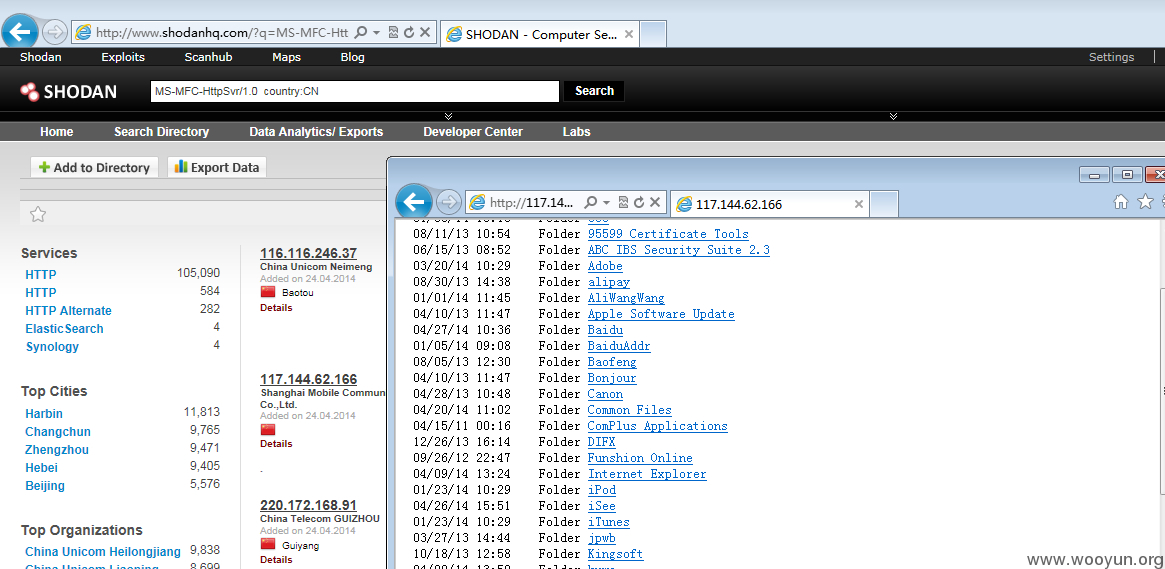 http://www.shodanhq.com/?q=MS-MFC-Htt
SHODAN - Computer Se...
Shodan Exploits Scanhub Maps Blog Settings
SHODAN MS-MFC-HttpSvr/1.0 country:CN Search
Home Search Directory Data Analytics/ Exports Developer Center Labs
Add to Directory Export Data
Services
HTTP 105,090
HTTP 584
HTTP Alternate 282
ElasticSearch 4
Synology 4
Top Cities
Harbin 11,813
Changchun 9,765
Zhengzhou 9,471
Hebei 9,405
Beijing 5,576
Top Organizations
China Unicom Heilongjiang 9,838
China Unicom Liaoning 8,699
116.116.246.37
China Unicom Neimeng
Added on 24.04.2014
Baotou
Details
117.144.62.166
Shanghai Mobile Commun
Co.,Ltd.
Added on 24.04.2014
Details
.
220.172.168.91
China Telecom GUIZHOU
Added on 24.04.2014
Guiyang
Details
http://117.14...
117.144.62.166
08/11/13 10:54 Folder 95599 Certificate Tools
06/15/13 08:52 Folder ABC IBS Security Suite 2.3
03/20/14 10:29 Folder Adobe
08/30/13 14:38 Folder alipay
01/01/14 11:45 Folder AliWangWang
04/10/13 11:47 Folder Apple Software Update
04/27/14 10:36 Folder Baidu
01/05/14 09:08 Folder BaiduAddr
08/05/13 12:30 Folder Baofeng
04/10/13 11:47 Folder Bonjour
04/28/13 10:48 Folder Canon
04/20/14 11:02 Folder Common Files
04/15/11 00:16 Folder ComPlus Applications
12/26/13 16:14 Folder DIFX
09/26/12 22:47 Folder Funshion Online
04/09/14 13:24 Folder Internet Explorer
01/23/14 10:29 Folder iPod
04/26/14 15:51 Folder iSee
01/23/14 10:29 Folder iTunes
03/27/13 14:44 Folder jpwb
10/18/13 12:58 Folder Kingsoft
www.wooyun.org